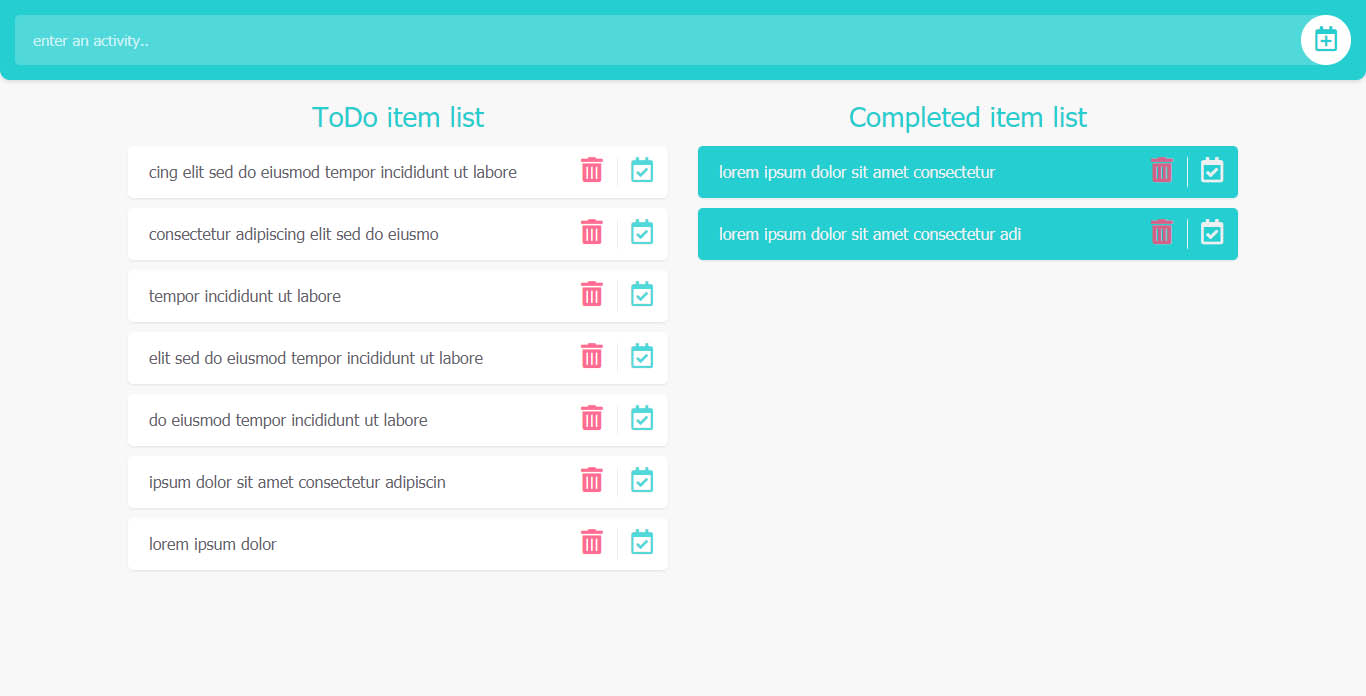 enter an activity..
ToDo item list
cing elit sed do eiusmod tempor incididunt ut labore
consectetur adipiscing elit sed do eiusmo
tempor incididunt ut labore
elit sed do eiusmod tempor incididunt ut labore
do eiusmod tempor incididunt ut labore
ipsum dolor sit amet consectetur adipiscin
lorem ipsum dolor
Completed item list
lorem ipsum dolor sit amet consectetur
lorem ipsum dolor sit amet consectetur adi